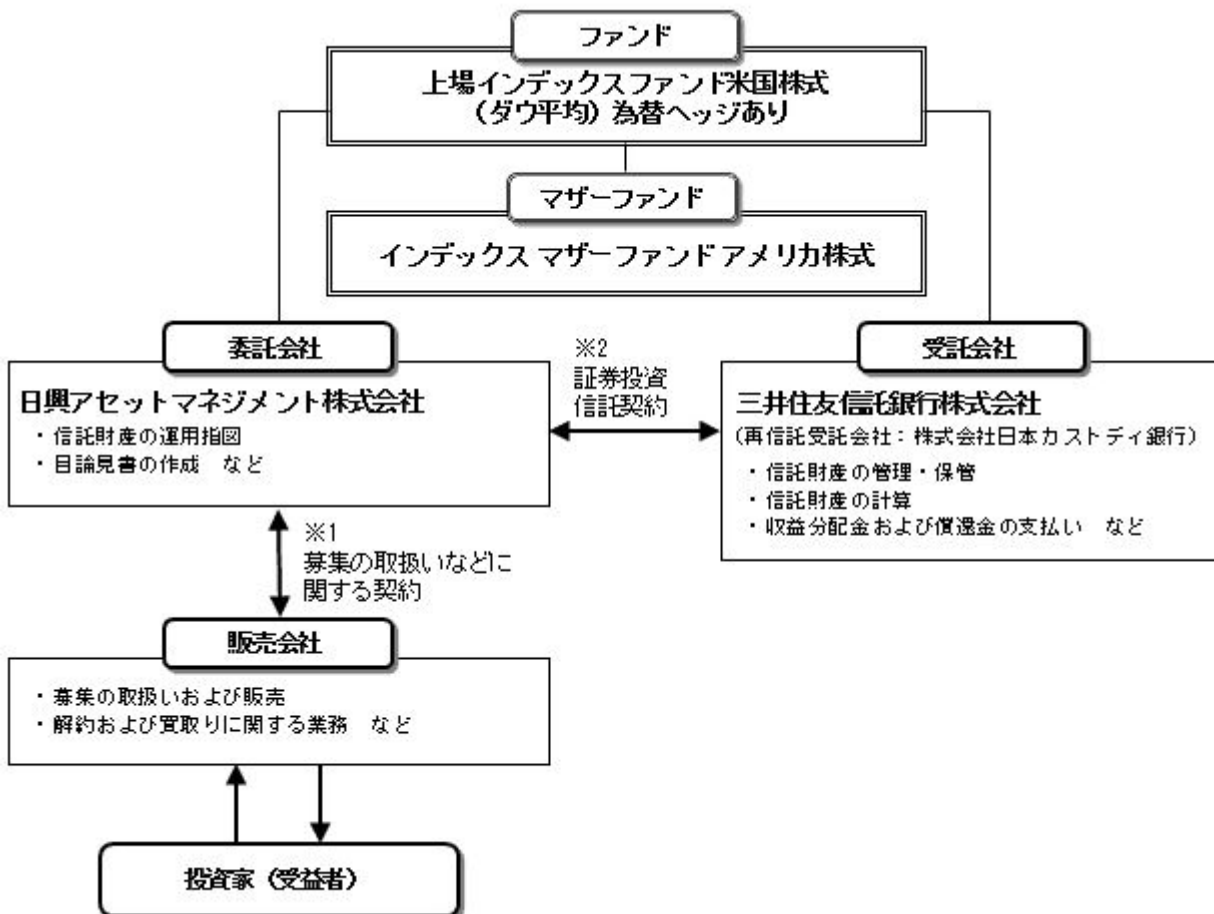 ファンド
上場インデックスファンド米国株式
（ダウ平均）為替ヘッジあり
マザーファンド
インデックス マザーファンド アメリカ株式
委託会社
日興アセットマネジメント株式会社
・信託財産の運用指図
・目論見書の作成　など
※2
証券投資
信託契約
受託会社
三井住友信託銀行株式会社
（再信託受託会社：株式会社日本カストディ銀行）
・信託財産の管理・保管
・信託財産の計算
・収益分配金および償還金の支払い　など
※1
募集の取扱いなどに
関する契約
販売会社
・募集の取扱いおよび販売
・解約および買取りに関する業務　など
投資家（受益者）